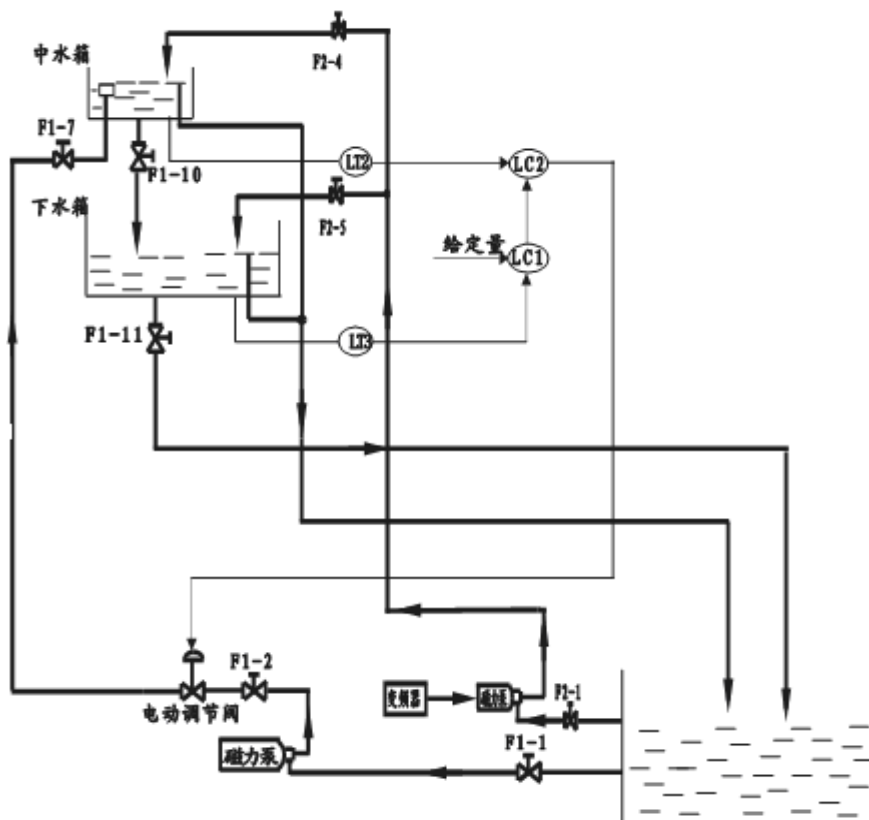 中水箱
F2-4
F1-7
LT2
LC2
F1-10
下水箱
F2-5
给定量
LC1
F1-11
LT3
F1-2
变频器
磁力泵
F2-1
电动调节阀
F1-1
磁力泵